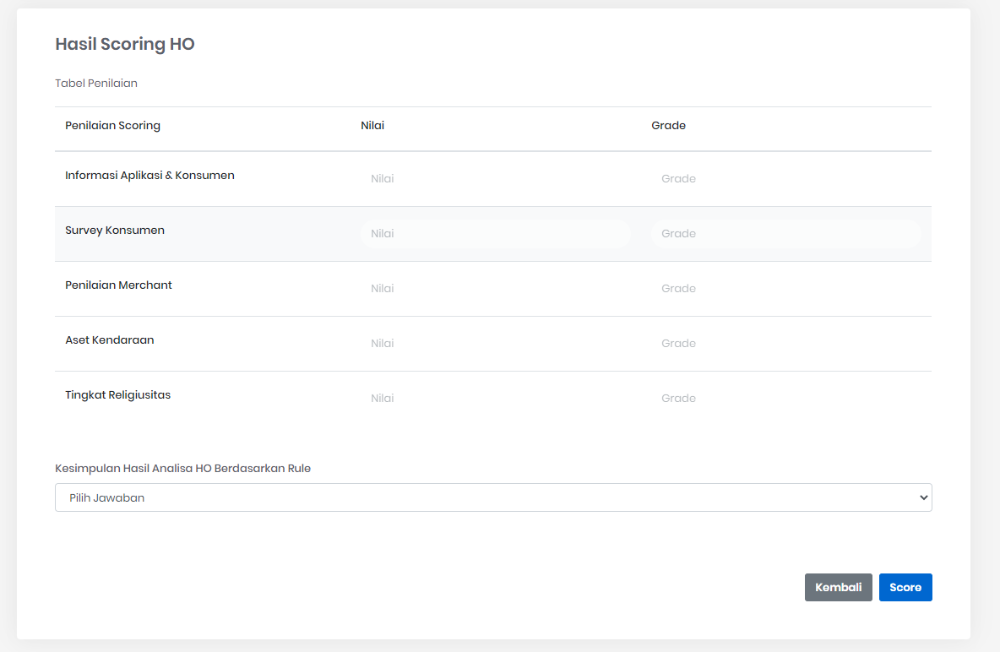 Hasil Scoring HO
Tabel Penilaian
Penilaian Scoring Nilai Grade
Informasi Aplikasi & Konsumen Nilai Grade
Survey Konsumen Nilai Grade
Penilaian Merchant Nilai Grade
Aset Kendaraan Nilai Grade
Tingkat Religiusitas Nilai Grade
Kesimpulan Hasil Analisa HO Berdasarkan Rule
Pilih Jawaban
Kembali Score